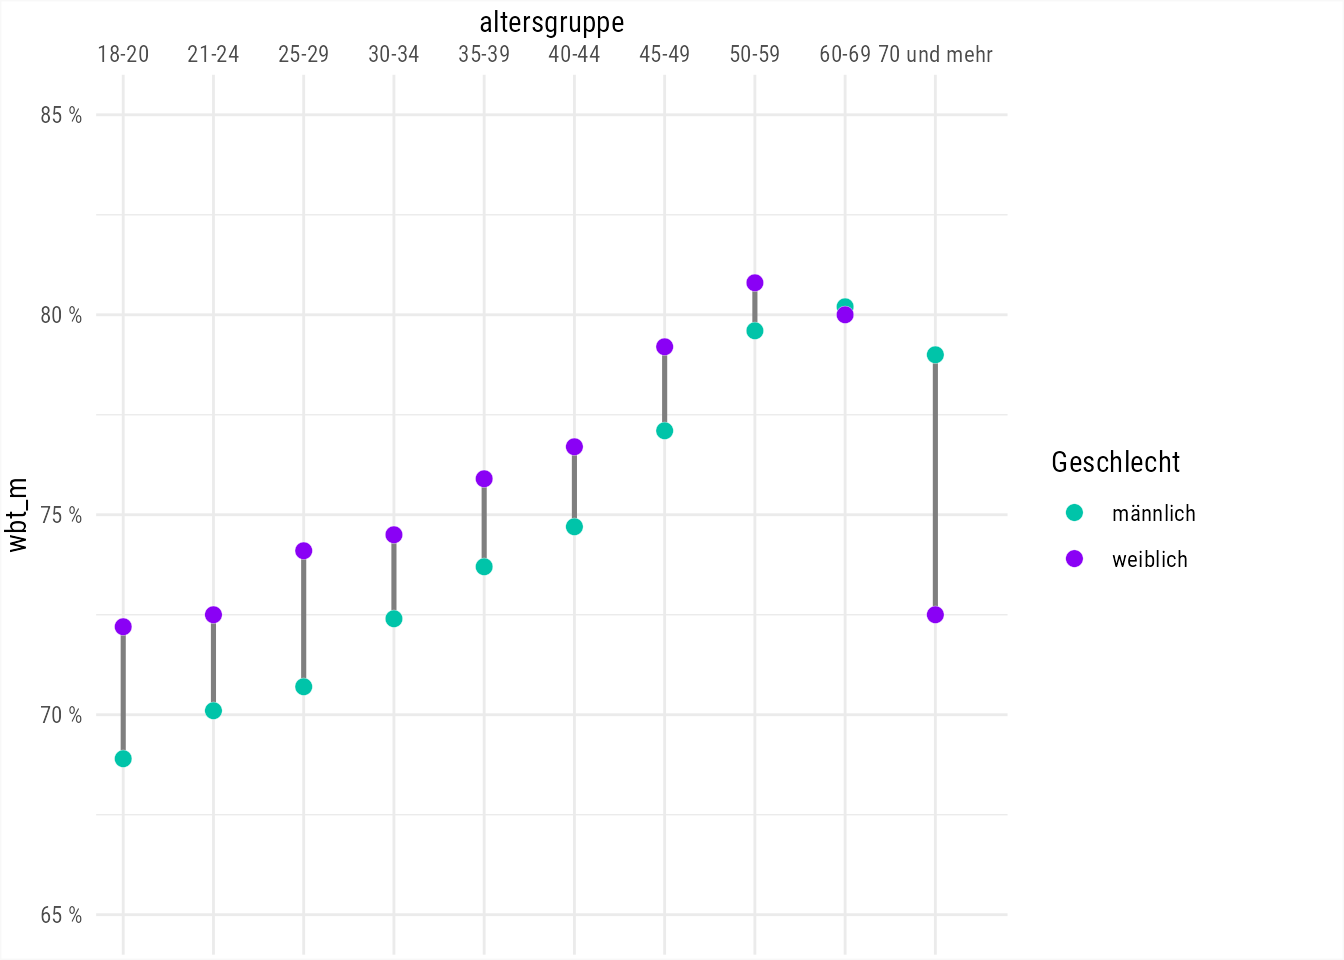 altersgruppe
18-20 21-24 25-29 30-34 35-39 40-44 45-49 50-59 60-69 70 und mehr
85 %
80 %
75 %
70 %
65 %
wbt_m
Geschlecht
männlich
weiblich